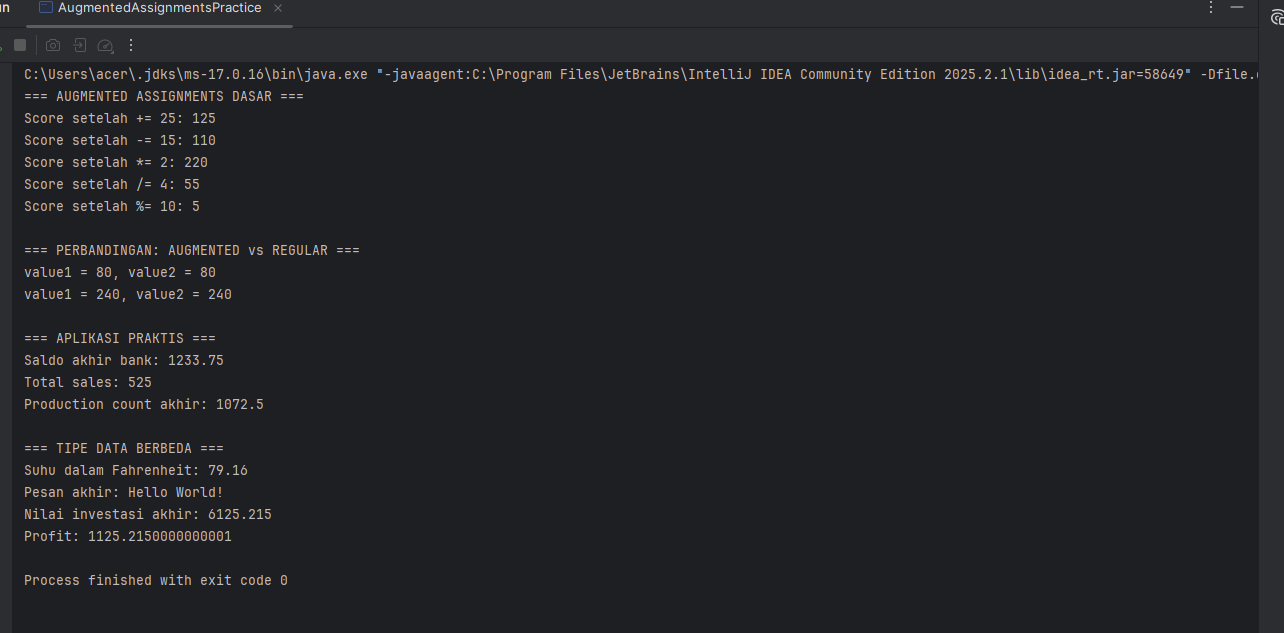 AugmentedAssignmentsPractice
C:\Users\acer\.jdks\ms-17.0.16\bin\java.exe "-javaagent:C:\Program Files\JetBrains\IntelliJ IDEA Community Edition 2025.2.1\lib\idea_rt.jar=58649" -Dfile.
=== AUGMENTED ASSIGNMENTS DASAR ===
Score setelah += 25: 125
Score setelah -= 15: 110
Score setelah *= 2: 220
Score setelah /= 4: 55
Score setelah %= 10: 5
=== PERBANDINGAN: AUGMENTED vs REGULAR ===
value1 = 80, value2 = 80
value1 = 240, value2 = 240
=== APLIKASI PRAKTIS ===
Saldo akhir bank: 1233.75
Total sales: 525
Production count akhir: 1072.5
=== TIPE DATA BERBEDA ===
Suhu dalam Fahrenheit: 79.16
Pesan akhir: Hello World!
Nilai investasi akhir: 6125.215
Profit: 1125.2150000000001
Process finished with exit code 0